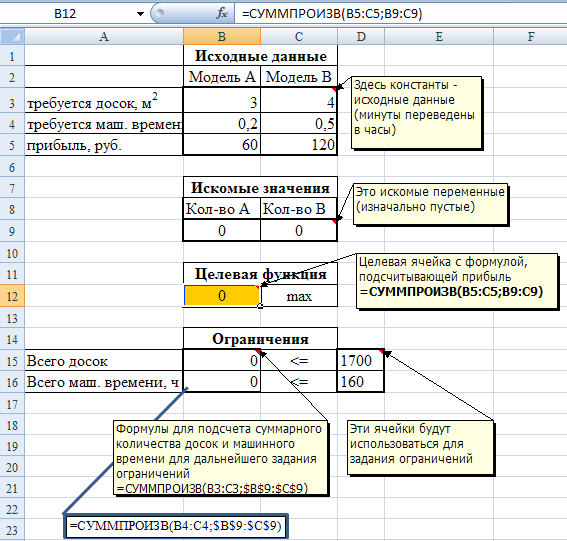 B12
fx =СУММПРОИЗВ(B5:C5;B9:C9)
A B C D E F
1 Исходные данные
2 Модель A Модель B
3 требуется досок, м2 3 4
4 требуется маш. времени 0,2 0,5
5 прибыль, руб. 60 120
Здесь константы -
исходные данные
(минуты переведены
в часы)
6
7 Искомые значения
8 Кол-во A Кол-во B
9 0 0
Это искомые переменные
(изначально пустые)
10
11 Целевая функция
12 0 max
Целевая ячейка с формулой,
подсчитывающей прибыль
=СУММПРОИЗВ(B5:C5;B9:C9)
13
14 Ограничения
15 Всего досок 0 <= 1700
16 Всего маш. времени, ч 0 <= 160
17
18
19
20
21
22
23
Формулы для подсчета суммарного
количества досок и машинного
времени для дальнейшего задания
ограничений
=СУММПРОИЗВ(B3:C3;$B$9:$C$9)
Эти ячейки будут
использоваться для
задания ограничений
=СУММПРОИЗВ(B4:C4;$B$9:$C$9)